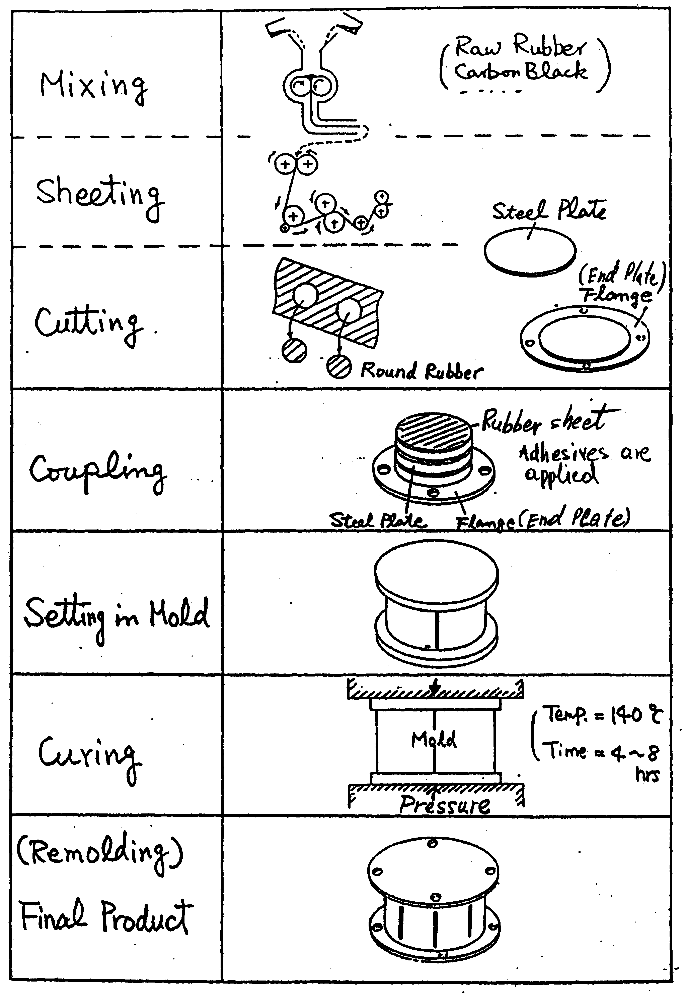 Mixing
(Raw Rubber
Carbon Black)
Sheeting
Steel Plate
Cutting
(End Plate)
Flange
Round Rubber
Coupling
Rubber sheet
Adhesives are
applied
Steel Plate
Flange (End Plate)
Setting in Mold
Curing
Mold
Temp. = 140 ℃
Time = 4 ~ 8
hrs
Pressure
(Remolding)
Final Product